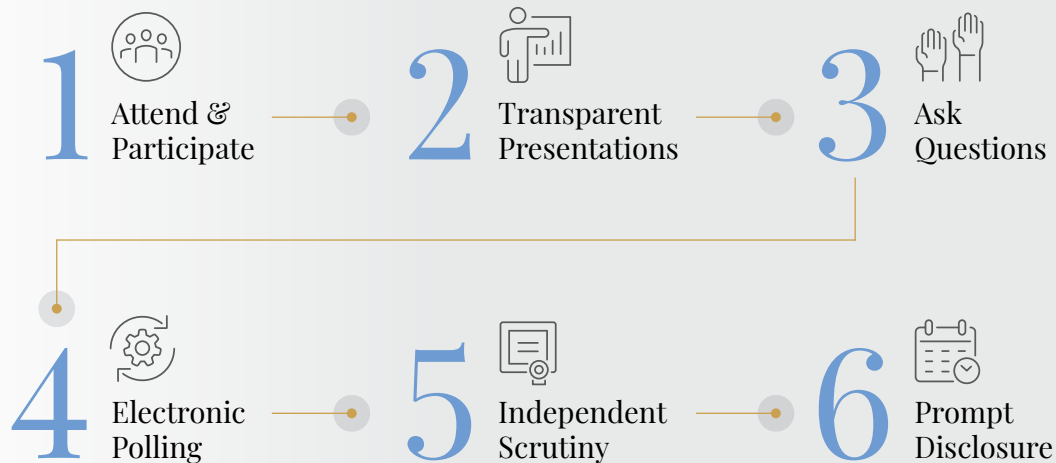 1
Attend &
Participate
2
Transparent
Presentations
3
Ask
Questions
4
Electronic
Polling
5
Independent
Scrutiny
6
Prompt
Disclosure